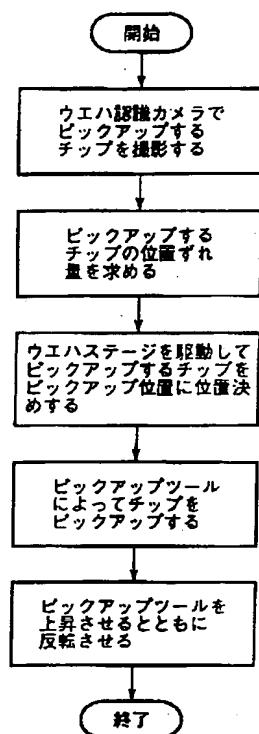 開始
ウエハ認識カメラで
ピックアップする
チップを撮影する
ピックアップする
チップの位置ずれ
量を求める
ウエハステージを駆動して
ピックアップするチップを
ピックアップ位置に位置決
めする
ピックアップツール
によってチップを
ピックアップする
ピックアップツールを
上昇させるとともに
反転させる
終了